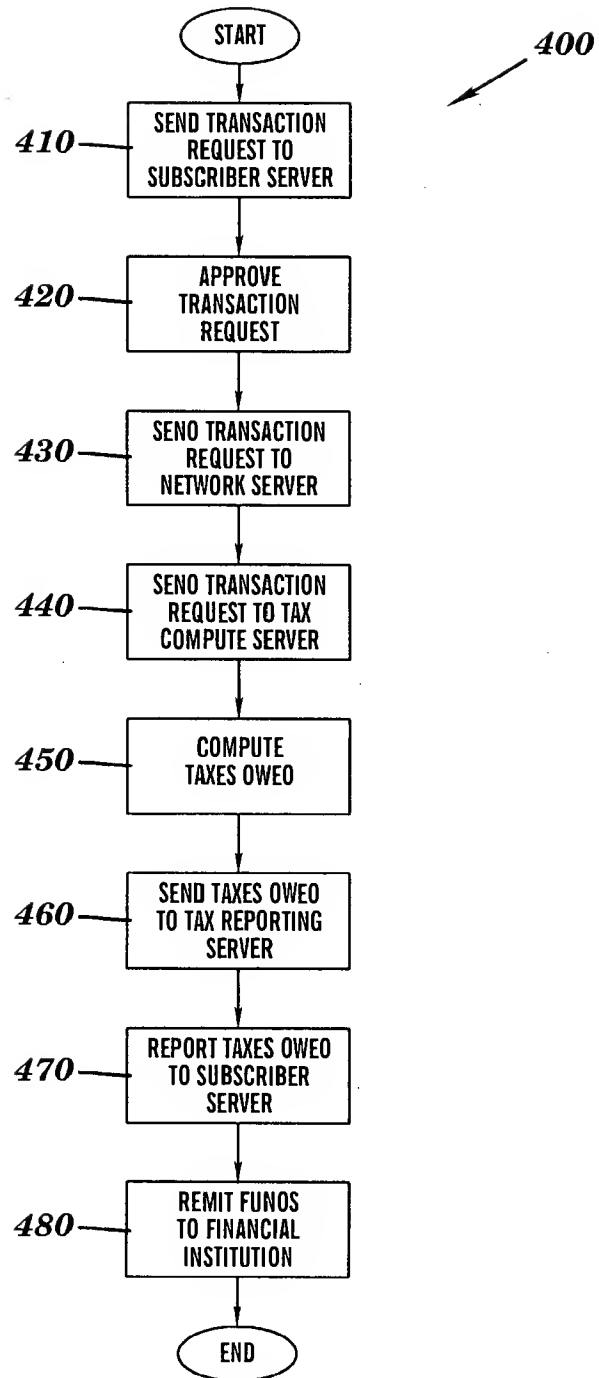 START
400
410
SEND TRANSACTION
REQUEST TO
SUBSCRIBER SERVER
420
APPROVE
TRANSACTION
REQUEST
430
SENO TRANSACTION
REQUEST TO
NETWORK SERVER
440
SENO TRANSACTION
REQUEST TO TAX
COMPUTE SERVER
450
COMPUTE
TAXES OWEO
460
SEND TAXES OWEO
TO TAX REPORTING
SERVER
470
REPORT TAXES OWEO
TO SUBSCRIBER
SERVER
480
REMIT FUNOS
TO FINANCIAL
INSTITUTION
END